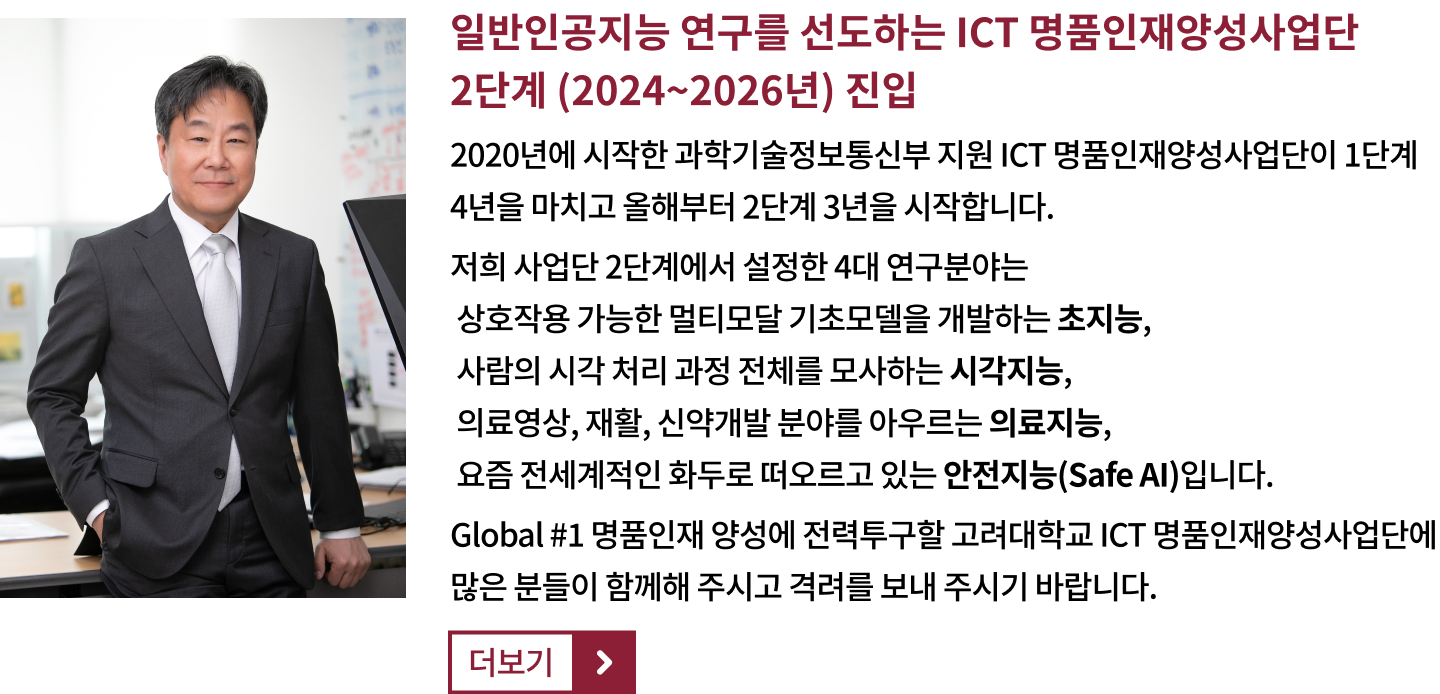 일반인공지능 연구를 선도하는 ICT 명품인재양성사업단
2단계 (2024~2026년) 진입
2020년에 시작한 과학기술정보통신부 지원 ICT 명품인재양성사업단이 1단계
4년을 마치고 올해부터 2단계 3년을 시작합니다.
저희 사업단 2단계에서 설정한 4대 연구분야는
상호작용 가능한 멀티모달 기초모델을 개발하는 초지능,
사람의 시각 처리 과정 전체를 모사하는 시각지능,
의료영상, 재활, 신약개발 분야를 아우르는 의료지능,
요즘 전세계적인 화두로 떠오르고 있는 안전지능(Safe AI)입니다.
Global #1 명품인재 양성에 전력투구할 고려대학교 ICT 명품인재양성사업단에
많은 분들이 함께해 주시고 격려를 보내 주시기 바랍니다.
더보기